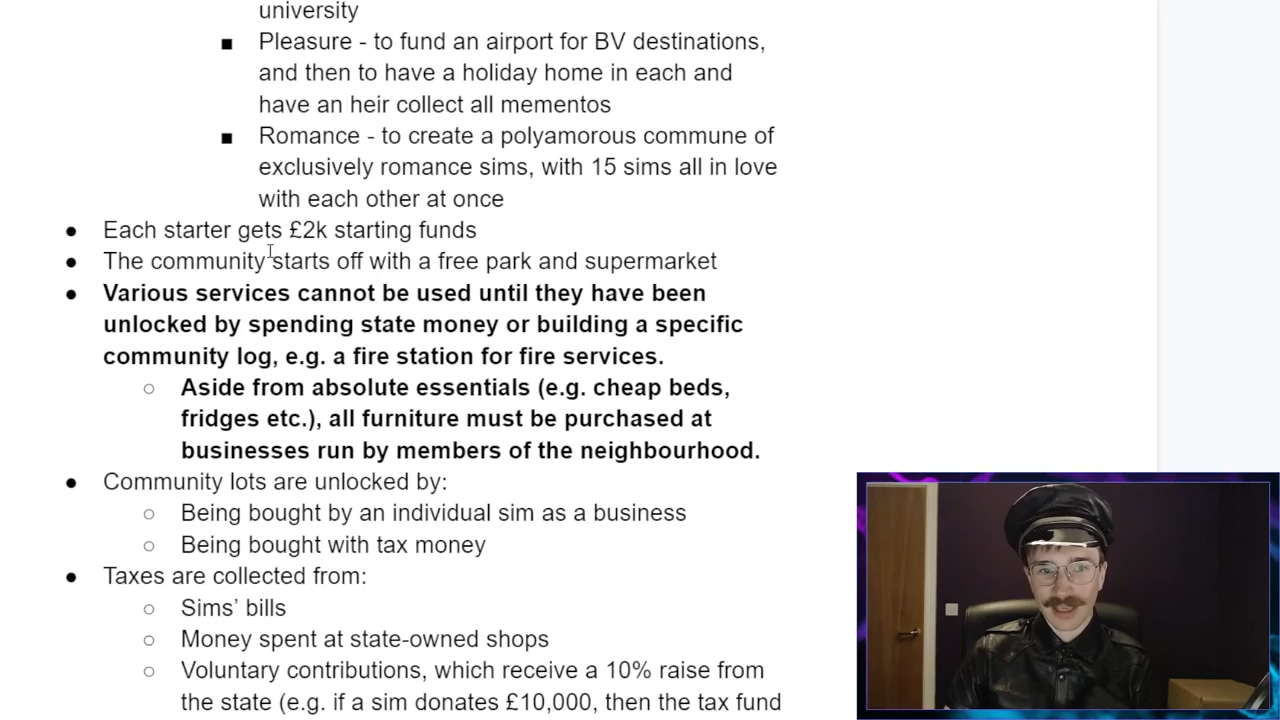 university
■ Pleasure - to fund an airport for BV destinations,
and then to have a holiday home in each and
have an heir collect all mementos
■ Romance - to create a polyamorous commune of
exclusively romance sims, with 15 sims all in love
with each other at once
● Each starter gets £2k starting funds
● The community starts off with a free park and supermarket
● Various services cannot be used until they have been
unlocked by spending state money or building a specific
community log, e.g. a fire station for fire services.
○ Aside from absolute essentials (e.g. cheap beds,
fridges etc.), all furniture must be purchased at
businesses run by members of the neighbourhood.
● Community lots are unlocked by:
○ Being bought by an individual sim as a business
○ Being bought with tax money
● Taxes are collected from:
○ Sims’ bills
○ Money spent at state-owned shops
○ Voluntary contributions, which receive a 10% raise from
the state (e.g. if a sim donates £10,000, then the tax fund